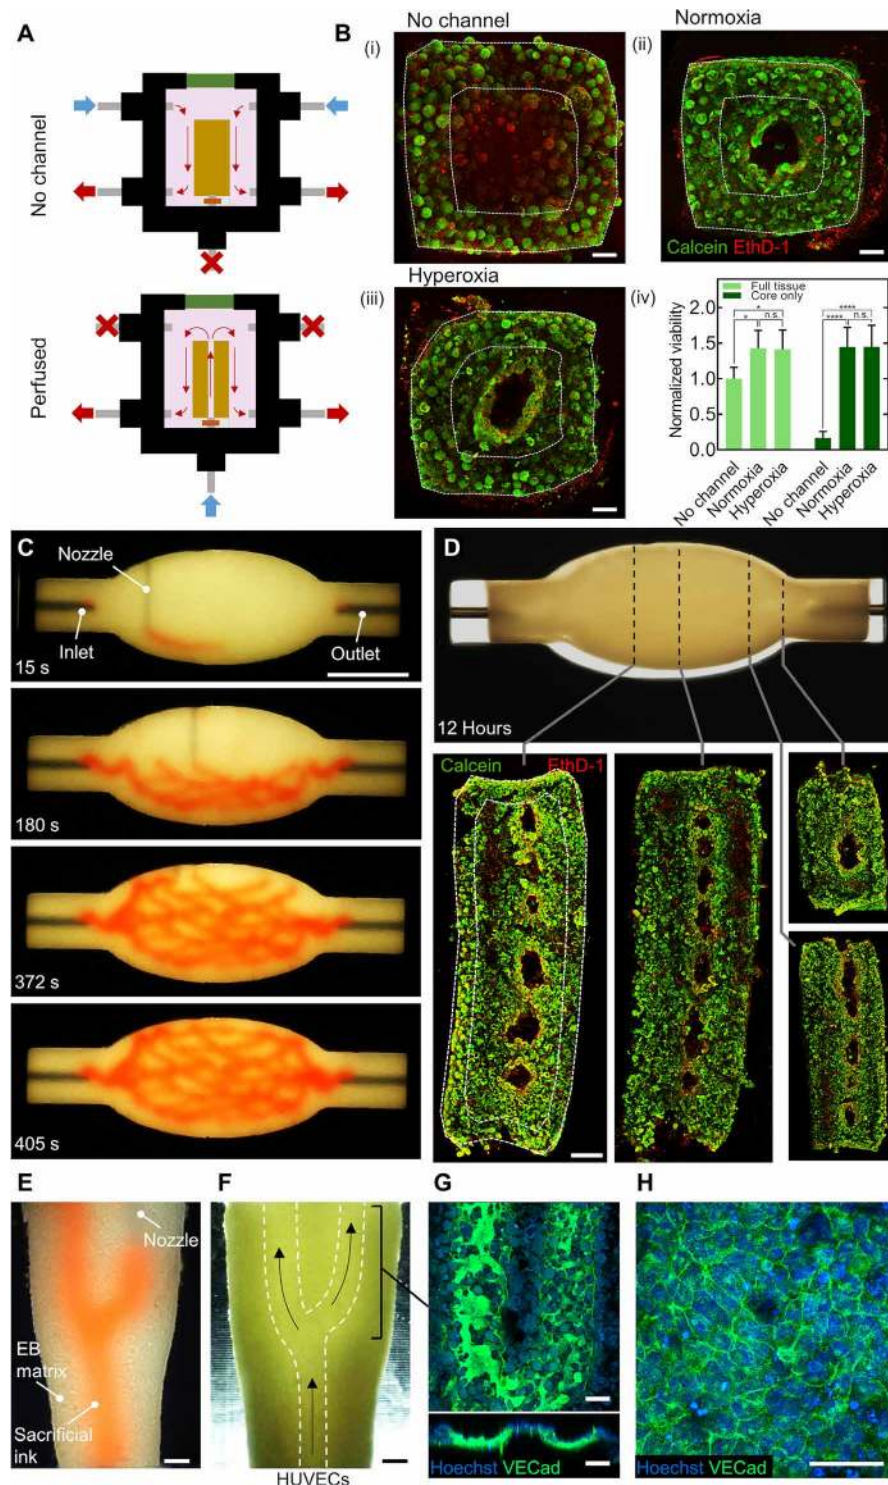 A
No channel
Perfused
B
No channel
(i)
Normoxia
(ii)
Calcein EthD-1
Hyperoxia
(iii)
(iv)
Full tissue
Core only
Normalized viability
2.0
1.5
1.0
0.5
0.0
*
*
n.s.
****
****
n.s.
No channel
Normoxia
Hyperoxia
No channel
Normoxia
Hyperoxia
C
Nozzle
Inlet
Outlet
15 s
180 s
372 s
405 s
D
12 Hours
Calcein
EthD-1
E
Nozzle
EB
matrix
Sacrificial
ink
F
HUVECs
G
Hoechst VECad
H
Hoechst VECad